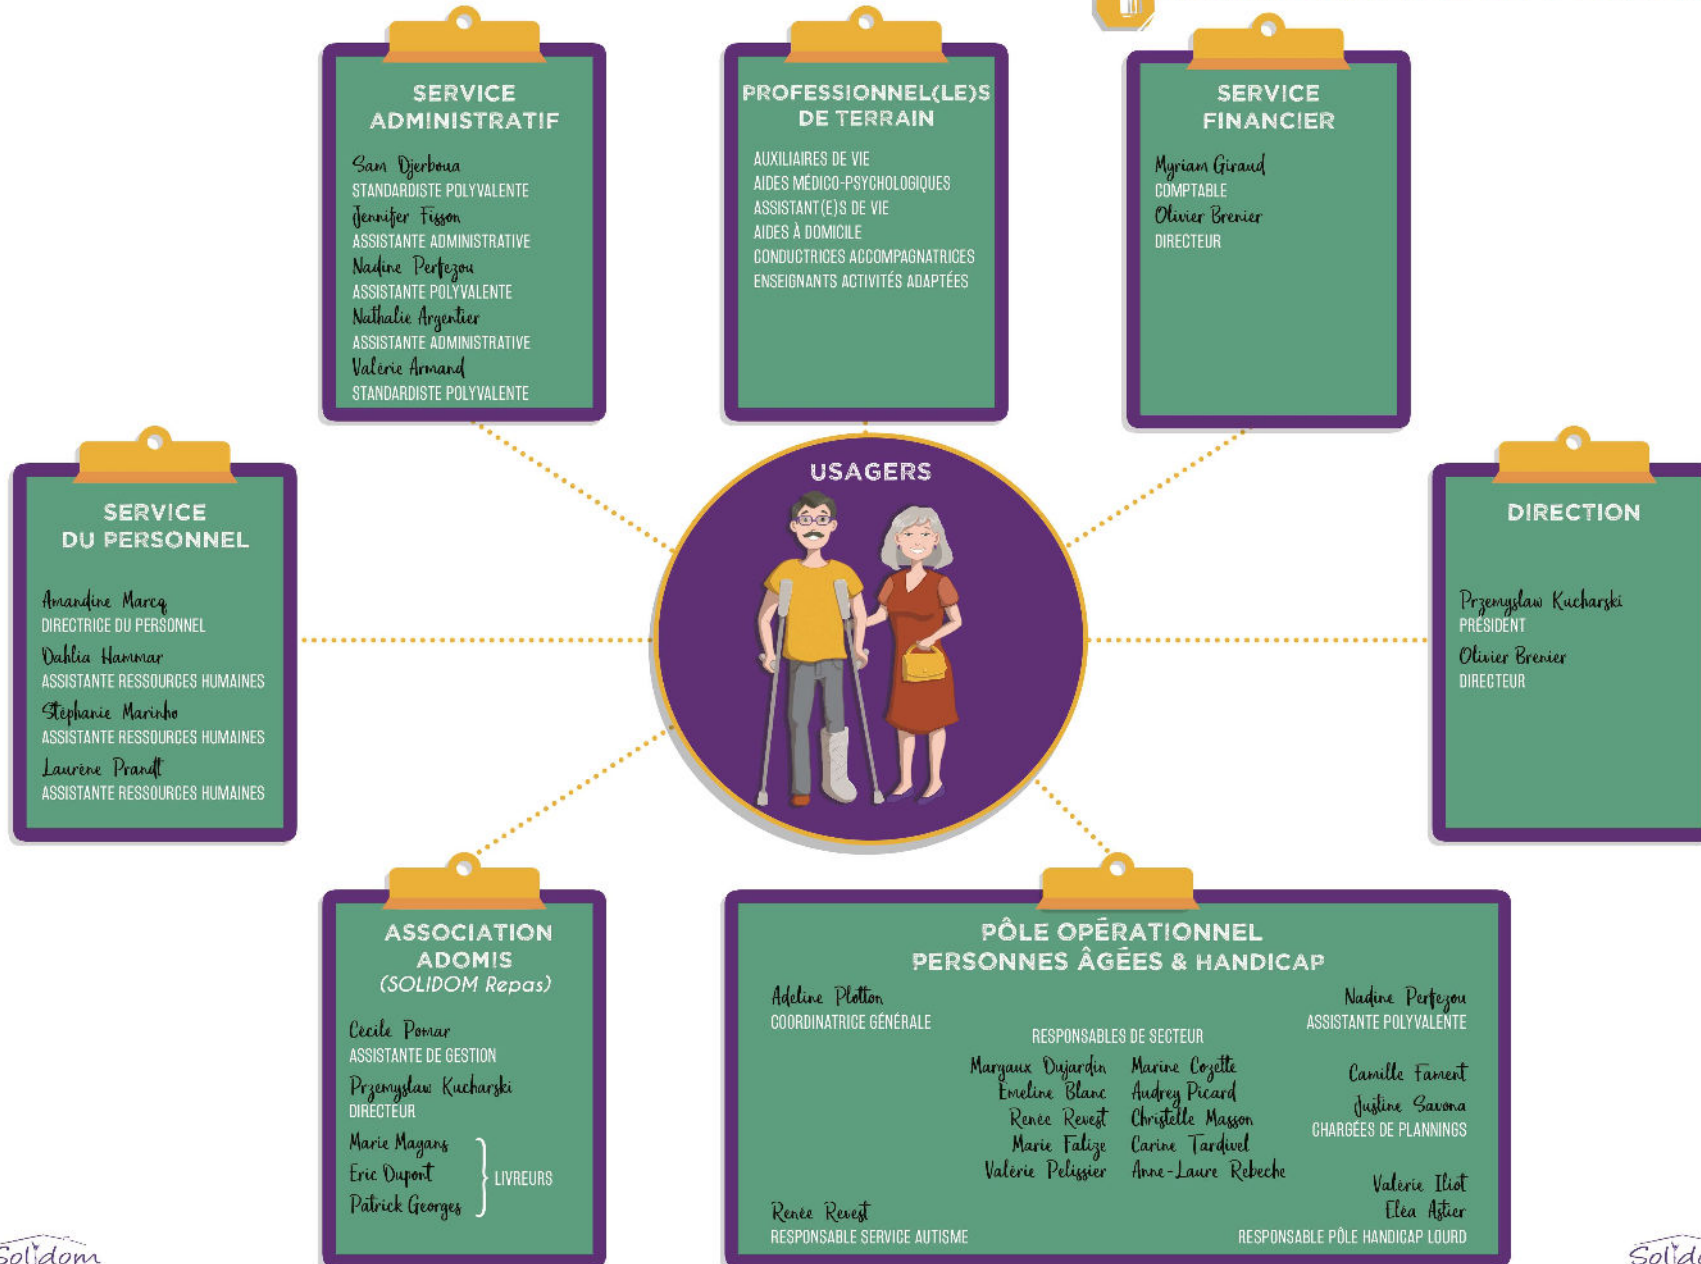 SERVICE
ADMINISTRATIF
Sam Djerboua
STANDARDISTE POLYVALENTE
Jennifer Fisson
ASSISTANTE ADMINISTRATIVE
Nadine Perfezou
ASSISTANTE POLYVALENTE
Nathalie Argentier
ASSISTANTE ADMINISTRATIVE
Valérie Armand
STANDARDISTE POLYVALENTE
PROFESSIONNEL(LE)S
DE TERRAIN
AUXILIAIRES DE VIE
AIDES MÉDICO-PSYCHOLOGIQUES
ASSISTANT(E)S DE VIE
AIDES À DOMICILE
CONDUCTRICES ACCOMPAGNATRICES
ENSEIGNANTS ACTIVITÉS ADAPTÉES
SERVICE
FINANCIER
Myriam Giraud
COMPTABLE
Olivier Brenier
DIRECTEUR
SERVICE
DU PERSONNEL
Amandine Marcq
DIRECTRICE DU PERSONNEL
Dahlia Hammar
ASSISTANTE RESSOURCES HUMAINES
Stéphanie Marinho
ASSISTANTE RESSOURCES HUMAINES
Laurène Prandt
ASSISTANTE RESSOURCES HUMAINES
USAGERS
DIRECTION
Przemyslaw Kucharski
PRÉSIDENT
Olivier Brenier
DIRECTEUR
ASSOCIATION
ADOMIS
(SOLIDOM Repas)
Cécile Pomar
ASSISTANTE DE GESTION
Przemyslaw Kucharski
DIRECTEUR
Marie Magans
Eric Dupont
Patrick Georges
LIVREURS
PÔLE OPÉRATIONNEL
PERSONNES ÂGÉES & HANDICAP
Adeline Plotton
COORDINATRICE GÉNÉRALE
RESPONSABLES DE SECTEUR
Margaux Dujardin Marine Cozette
Emeline Blanc Audrey Picard
Renée Revest Christelle Masson
Marie Falize Carine Tardivel
Valérie Pelissier Anne-Laure Rebeche
Nadine Perfezou
ASSISTANTE POLYVALENTE
Camille Fament
Justine Savona
CHARGÉES DE PLANNINGS
Renée Revest
RESPONSABLE SERVICE AUTISME
Valérie Iliot
Eléa Astier
RESPONSABLE PÔLE HANDICAP LOURD
Solidom
Solido